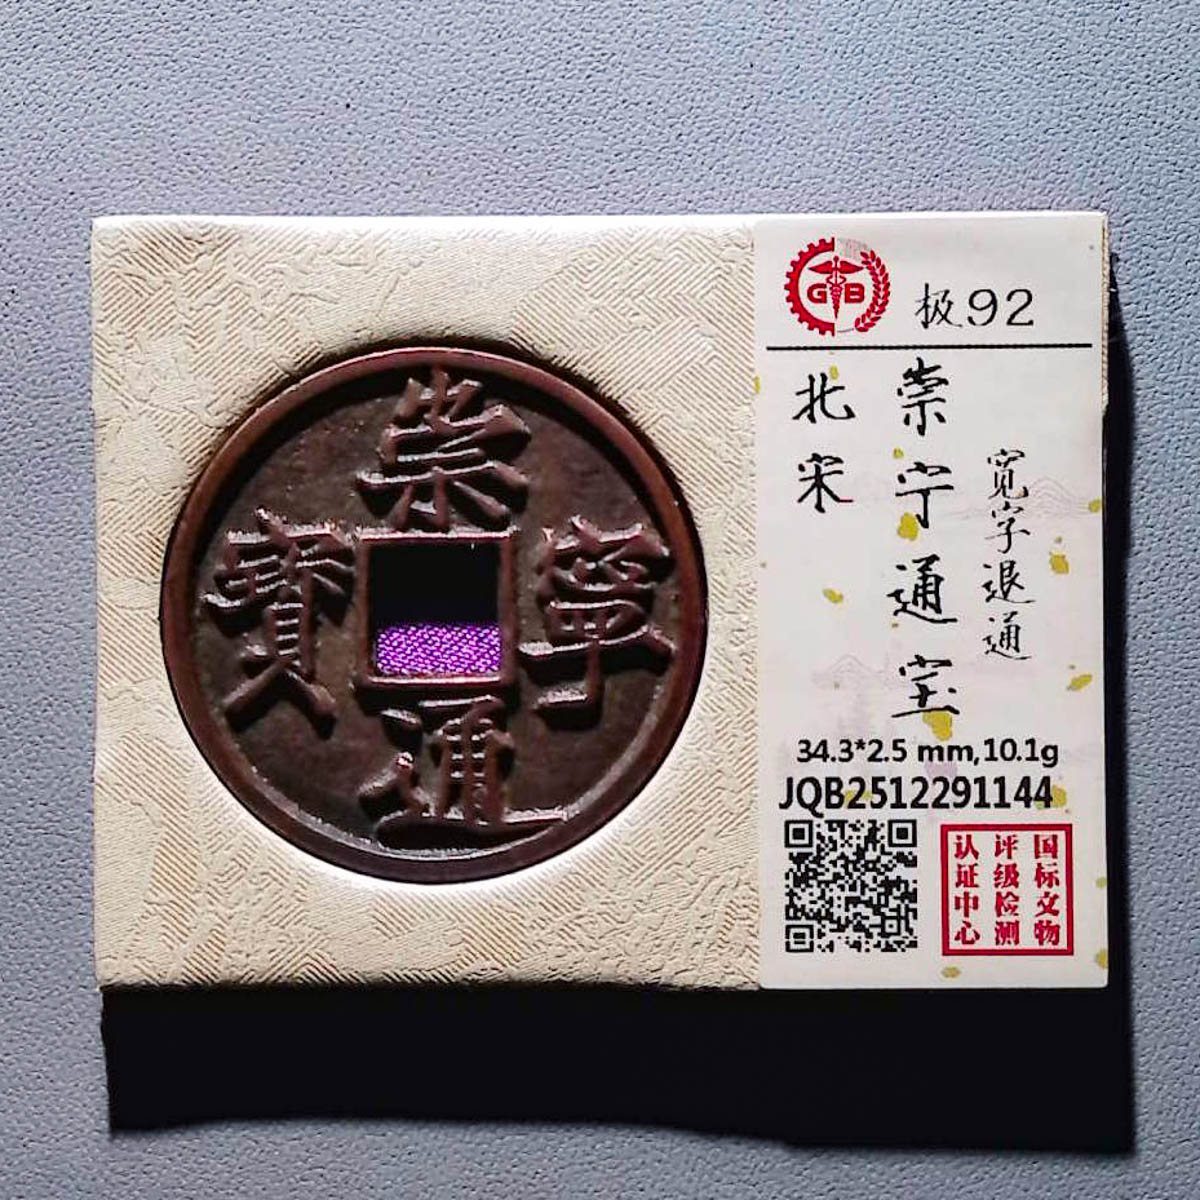 崇寧通寶
GB
极92
宽字退通
崇宁通宝
北宋
34.3*2.5 mm,10.1g
JQB2512291144
国标文物
评级检测
认证中心